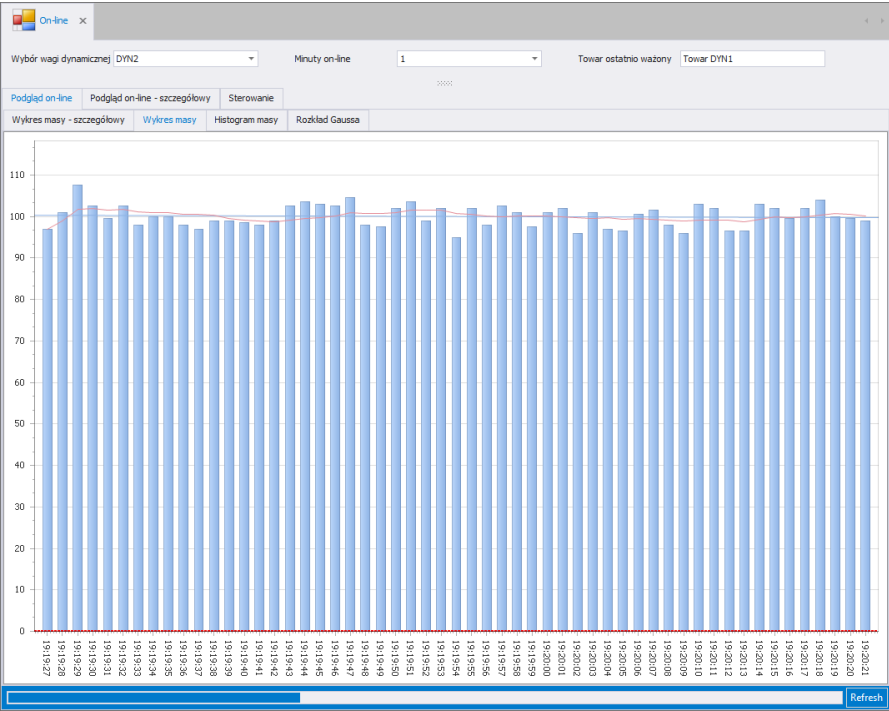 On-line
Wybór wagi dynamicznej DYN2 Minuty on-line 1 Towar ostatnio ważony Towar DYN1
Podgląd on-line Podgląd on-line - szczegółowy Sterowanie
Wykres masy - szczegółowy Wykres masy Histogram masy Rozkład Gaussa
110
100
90
80
70
60
50
40
30
20
10
0
19:19:27 19:19:28 19:19:29 19:19:30 19:19:31 19:19:32 19:19:33 19:19:34 19:19:35 19:19:36 19:19:37 19:19:38 19:19:39 19:19:40 19:19:41 19:19:42 19:19:43 19:19:44 19:19:45 19:19:46 19:19:47 19:19:48 19:19:49 19:19:50 19:19:51 19:19:52 19:19:53 19:19:54 19:19:55 19:19:56 19:19:57 19:19:58 19:19:59 19:20:00 19:20:01 19:20:02 19:20:03 19:20:04 19:20:05 19:20:06 19:20:07 19:20:08 19:20:09 19:20:10 19:20:11 19:20:12 19:20:13 19:20:14 19:20:15 19:20:16 19:20:17 19:20:18 19:20:19 19:20:20 19:20:21
Refresh